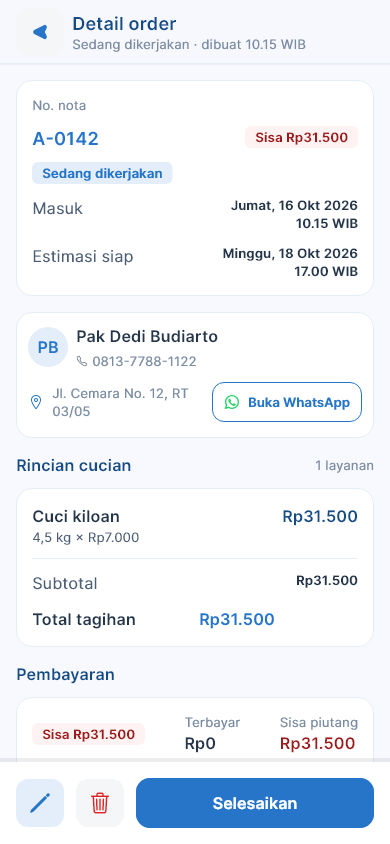 Detail order
Sedang dikerjakan · dibuat 10.15 WIB
No. nota
A-0142
Sisa Rp31.500
Sedang dikerjakan
Masuk
Jumat, 16 Okt 2026
10.15 WIB
Estimasi siap
Minggu, 18 Okt 2026
17.00 WIB
PB
Pak Dedi Budiarto
0813-7788-1122
Jl. Cemara No. 12, RT
03/05
Buka WhatsApp
Rincian cucian
1 layanan
Cuci kiloan
Rp31.500
4,5 kg × Rp7.000
Subtotal
Rp31.500
Total tagihan
Rp31.500
Pembayaran
Sisa Rp31.500
Terbayar
Rp0
Sisa piutang
Rp31.500
Selesaikan